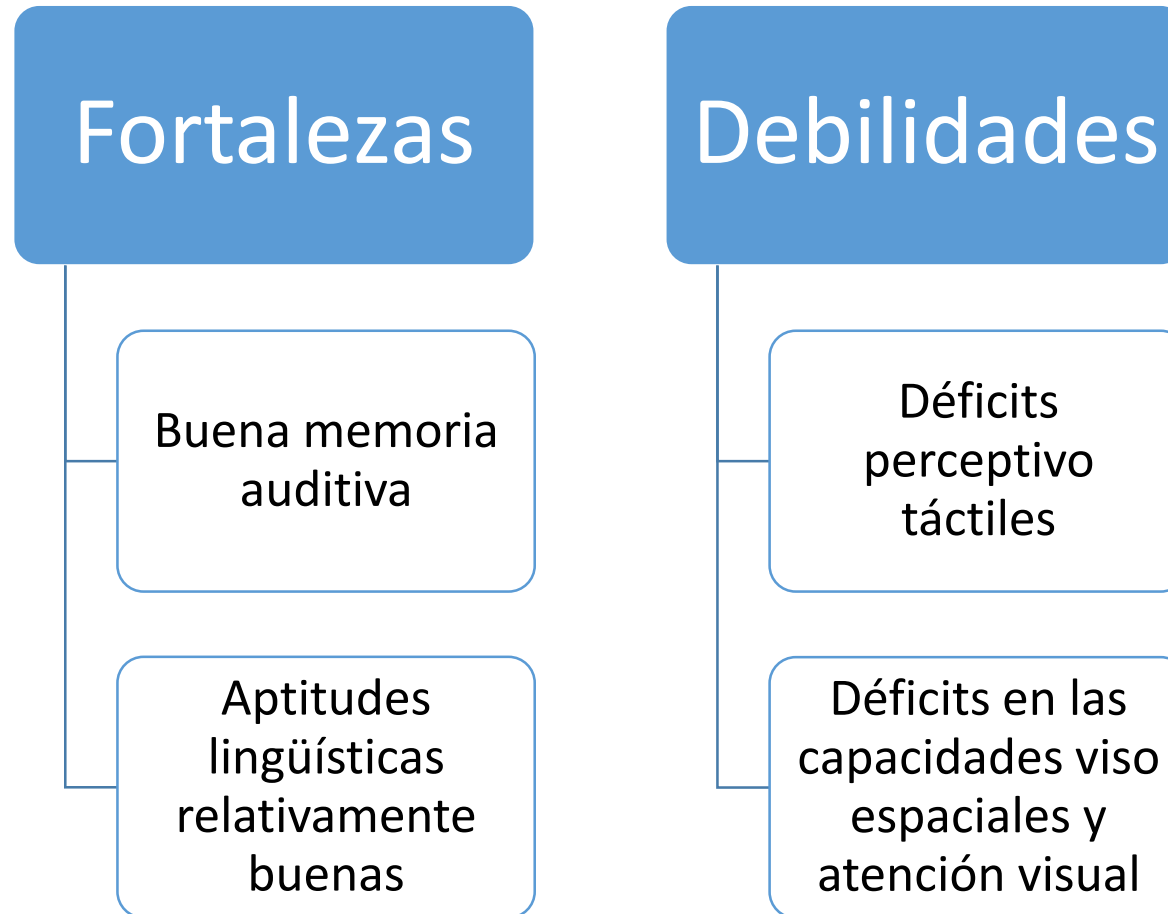 Fortalezas
Buena memoria
auditiva
Aptitudes
lingüísticas
relativamente
buenas
Debilidades
Déficits
perceptivo
táctiles
Déficits en las
capacidades viso
espaciales y
atención visual